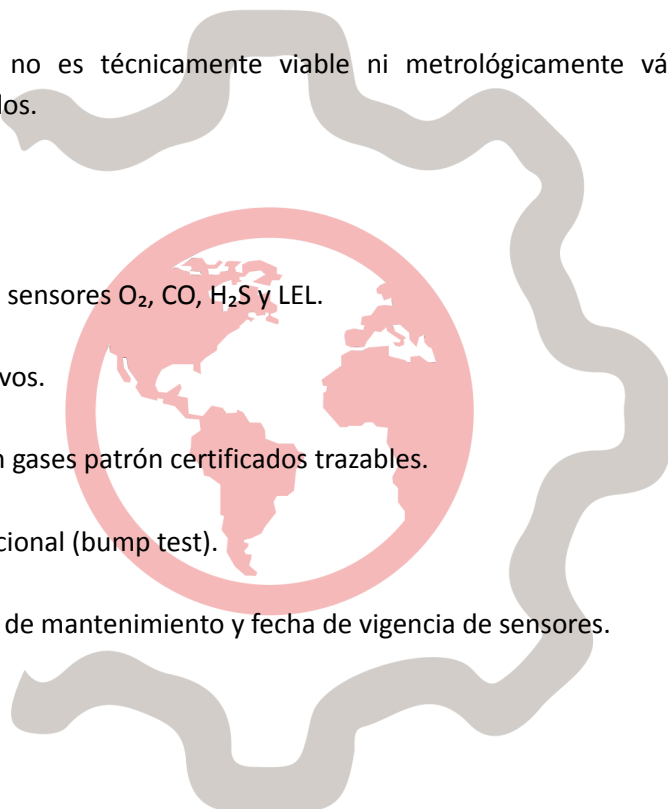 no es técnicamente viable ni metrológicamente vá
los.
sensores O₂, CO, H₂S y LEL.
vos.
n gases patrón certificados trazables.
cional (bump test).
de mantenimiento y fecha de vigencia de sensores.